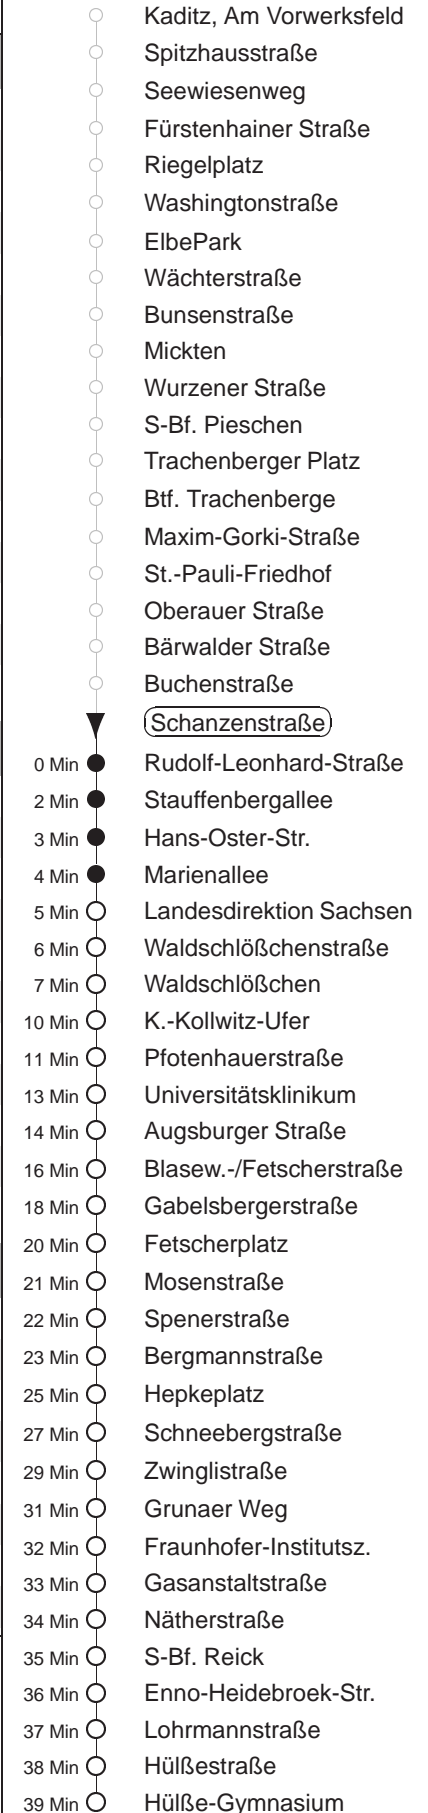 Kaditz, Am Vorwerksfeld
Spitzhausstraße
Seewiesenweg
Fürstenhainer Straße
Riegelplatz
Washingtonstraße
ElbePark
Wächterstraße
Bunsenstraße
Mickten
Wurzener Straße
S-Bf. Pieschen
Trachenberger Platz
Btf. Trachenberge
Maxim-Gorki-Straße
St.-Pauli-Friedhof
Oberauer Straße
Bärwalder Straße
Buchenstraße
Schanzenstraße
0 Min Rudolf-Leonhard-Straße
2 Min Stauffenbergallee
3 Min Hans-Oster-Str.
4 Min Marienallee
5 Min Landesdirektion Sachsen
6 Min Waldschlößchenstraße
7 Min Waldschlößchen
10 Min K.-Kollwitz-Ufer
11 Min Pfotenhauerstraße
13 Min Universitätsklinikum
14 Min Augsburger Straße
16 Min Blasew.-/Fetscherstraße
18 Min Gabelsbergerstraße
20 Min Fetscherplatz
21 Min Mosenstraße
22 Min Spenerstraße
23 Min Bergmannstraße
25 Min Hepkeplatz
27 Min Schneebergstraße
29 Min Zwinglistraße
31 Min Grunaer Weg
32 Min Fraunhofer-Institutsz.
33 Min Gasanstaltstraße
34 Min Nätherstraße
35 Min S-Bf. Reick
36 Min Enno-Heidebroek-Str.
37 Min Lohrmannstraße
38 Min Hülßestraße
39 Min Hülße-Gymnasium